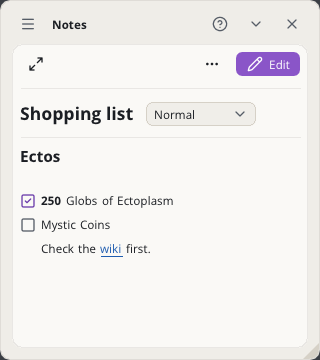 Notes
Edit
Shopping list
Normal
Ectos
250 Globs of Ectoplasm
Mystic Coins
Check the wiki first.